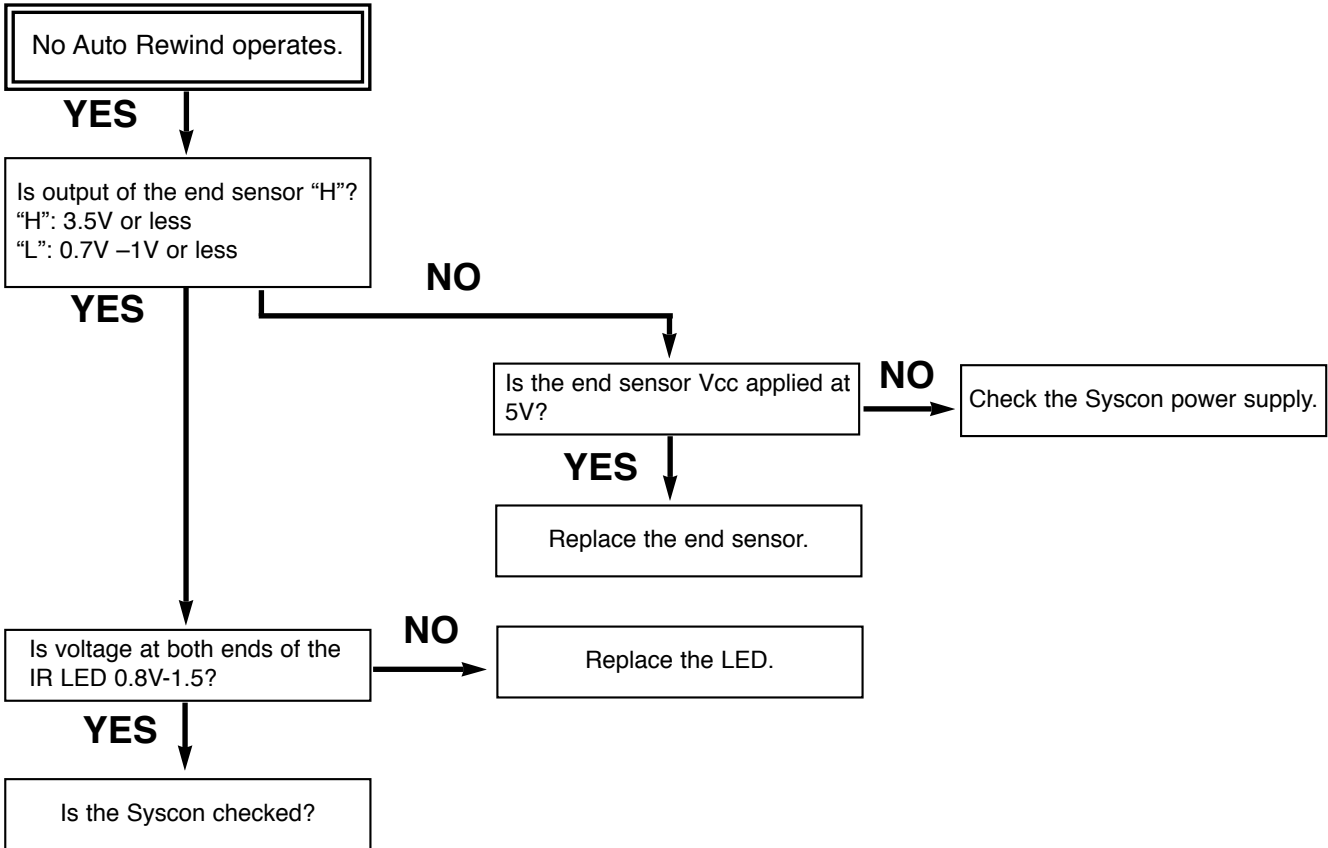 No Auto Rewind operates.
YES
Is output of the end sensor “H”?
“H”: 3.5V or less
“L”: 0.7V –1V or less
YES
NO
Is the end sensor Vcc applied at
5V?
NO
Check the Syscon power supply.
YES
Replace the end sensor.
Is voltage at both ends of the
IR LED 0.8V-1.5?
NO
Replace the LED.
YES
Is the Syscon checked?